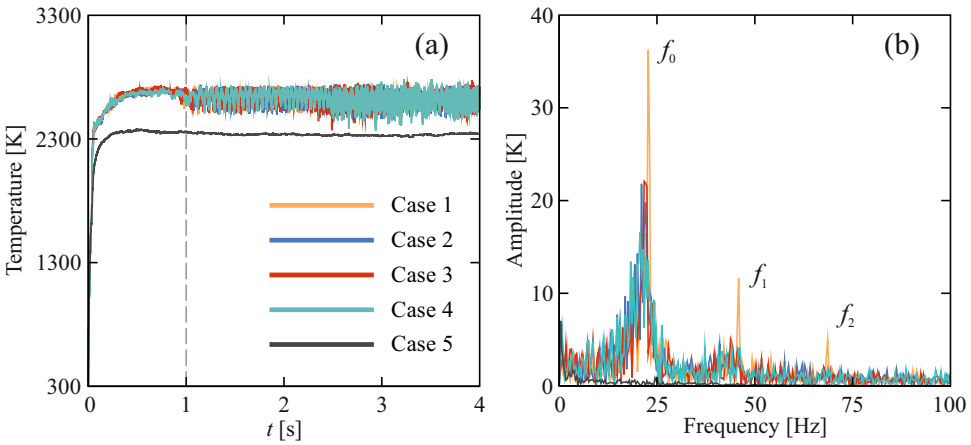 3300
2300
1300
300
Temperature [K]
(a)
Case 1
Case 2
Case 3
Case 4
Case 5
0
1
2
3
4
t [s]
40
30
20
10
0
Amplitude [K]
(b)
f0
f1
f2
0
25
50
75
100
Frequency [Hz]